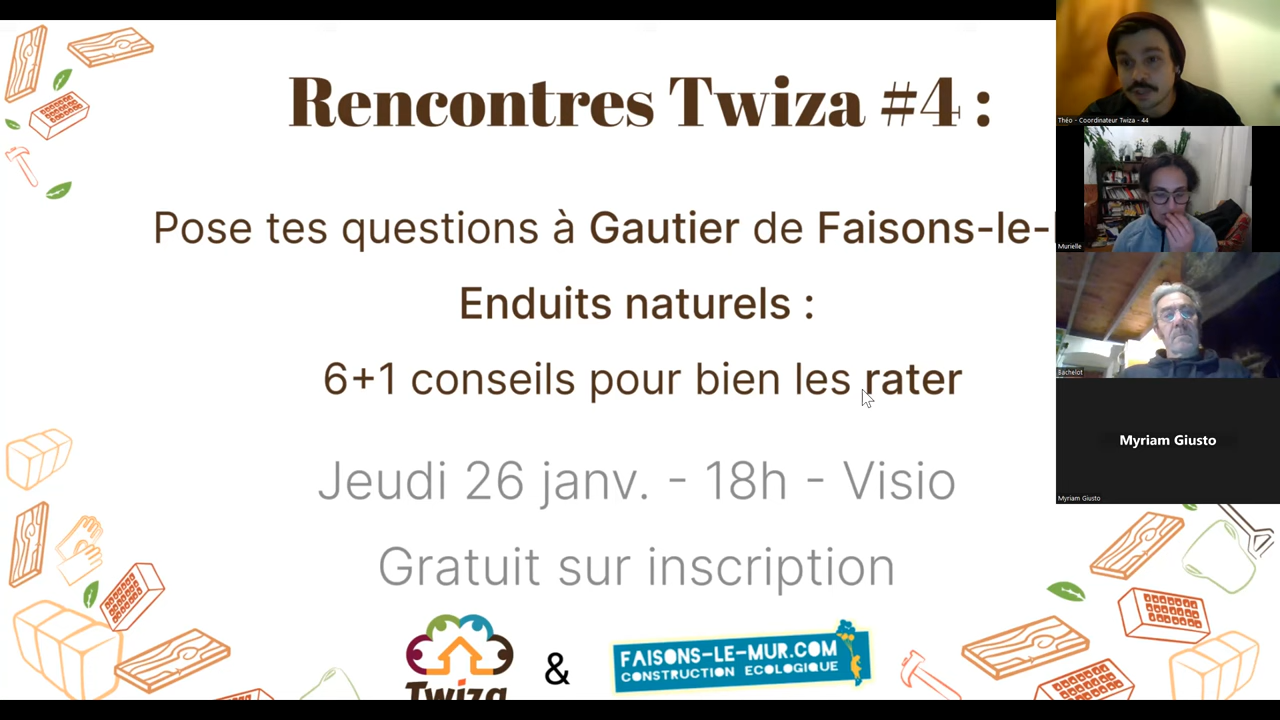 Rencontres Twiza #4 :
Pose tes questions à Gautier de Faisons-le-
Enduits naturels :
6+1 conseils pour bien les rater
Jeudi 26 janv. - 18h - Visio
Gratuit sur inscription
Twiza
&
FAISONS-LE-MUR.COM
CONSTRUCTION ECOLOGIQUE
Théo - Coordinateur Twiza - 44
Murielle
Bachelot
Myriam Giusto
Myriam Giusto